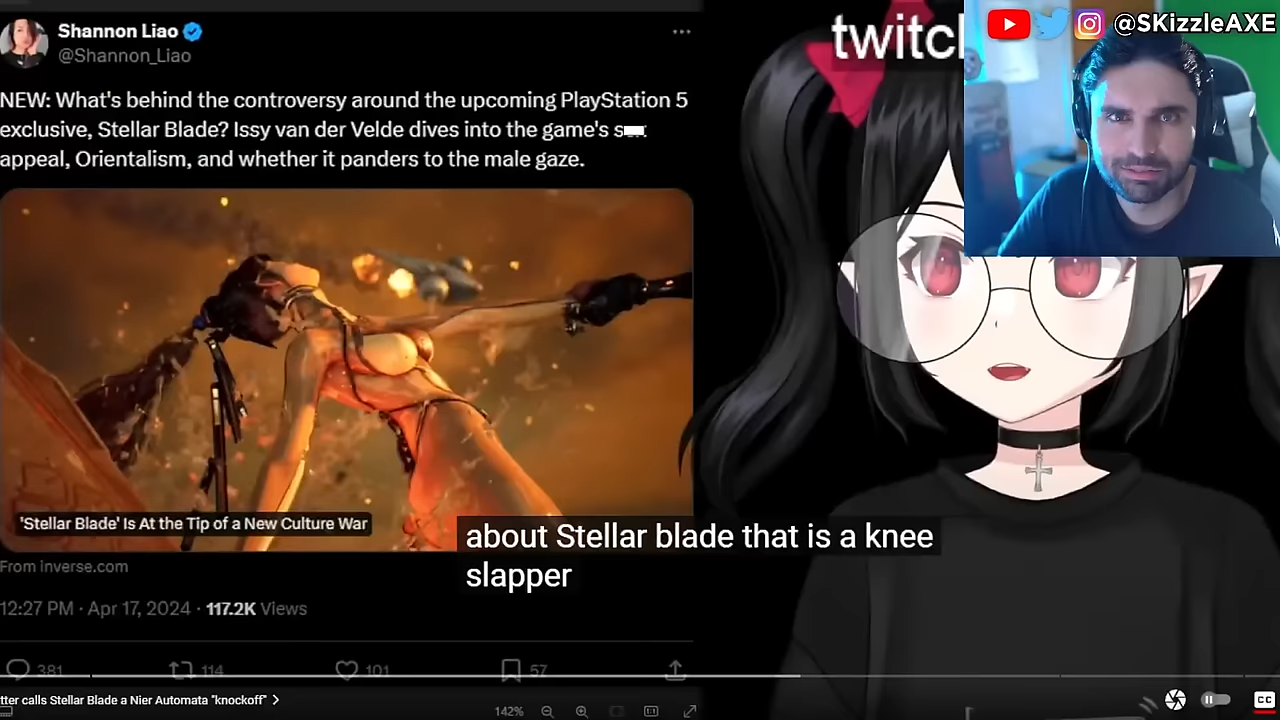 Shannon Liao
@Shannon_Liao
NEW: What's behind the controversy around the upcoming PlayStation 5
exclusive, Stellar Blade? Issy van der Velde dives into the game's
appeal, Orientalism, and whether it panders to the male gaze.
'Stellar Blade' Is At the Tip of a New Culture War
From inverse.com
12:27 PM · Apr 17, 2024 · 117.2K Views
381 114 101 57
twitch
@SKizzleAXE
about Stellar blade that is a knee
slapper
tter calls Stellar Blade a Nier Automata "knockoff" >
142%
CC